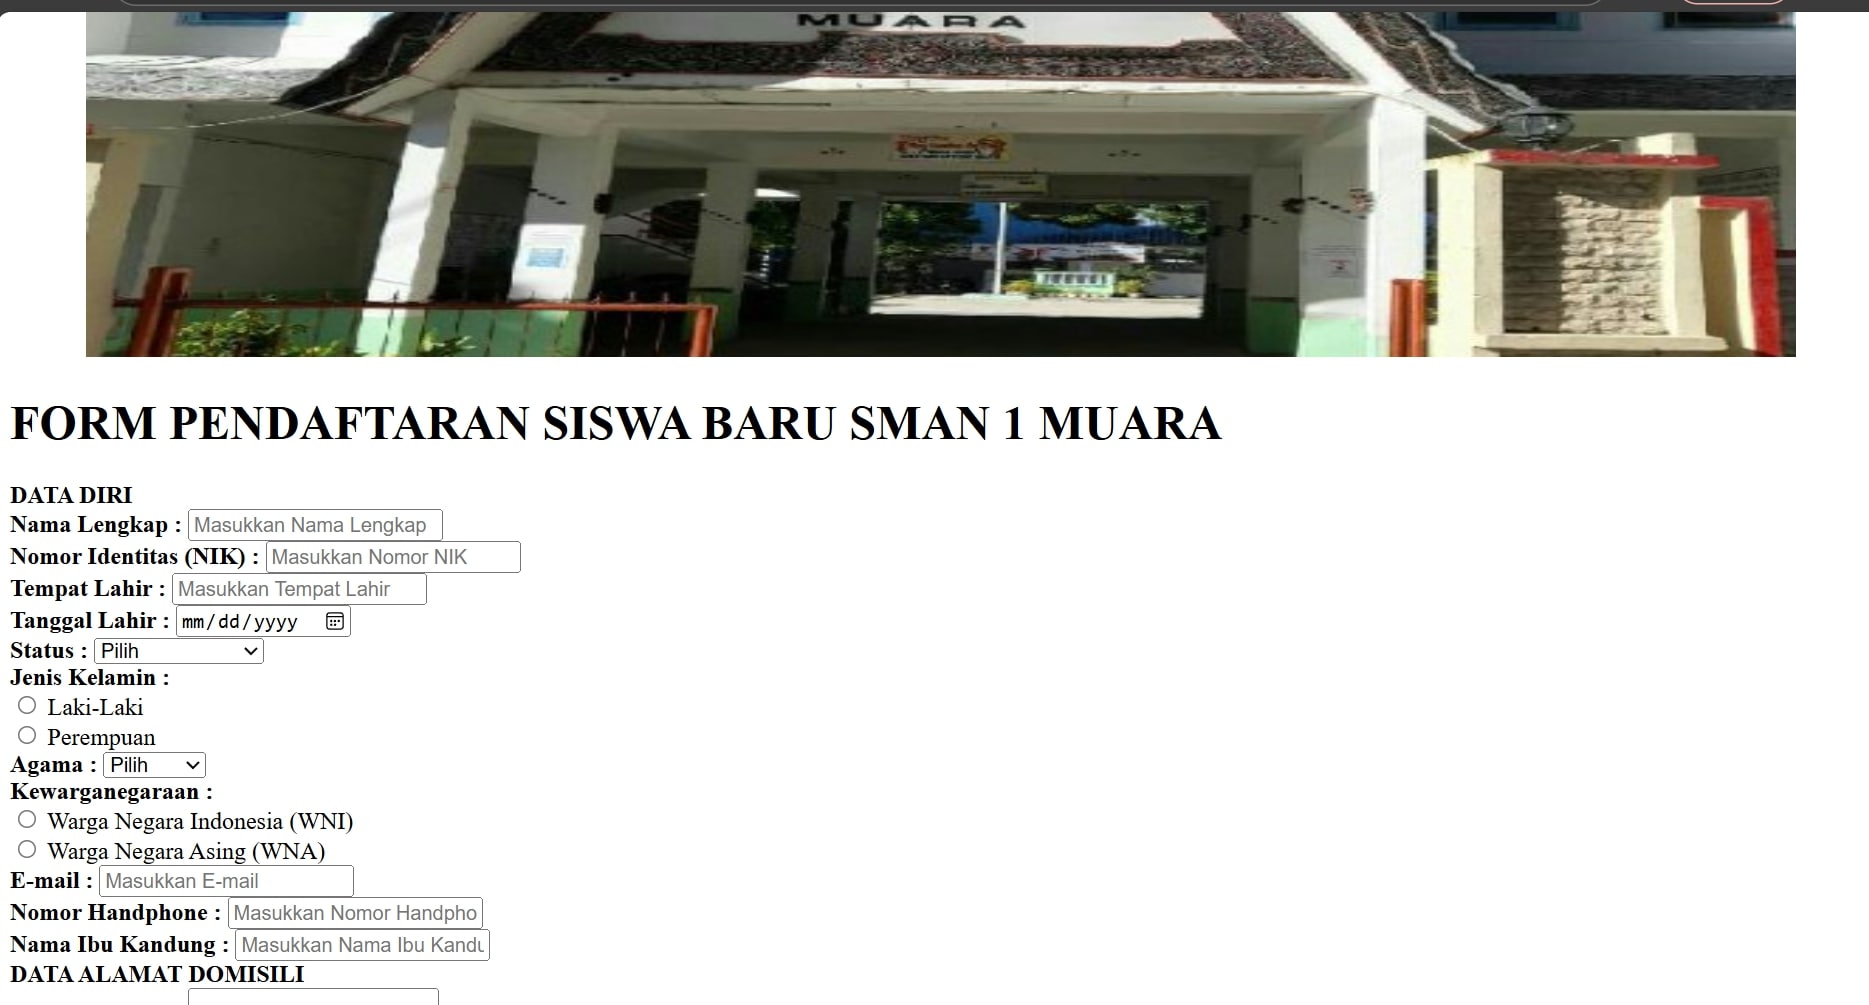 MUARA
FORM PENDAFTARAN SISWA BARU SMAN 1 MUARA
DATA DIRI
Nama Lengkap : Masukkan Nama Lengkap
Nomor Identitas (NIK) : Masukkan Nomor NIK
Tempat Lahir : Masukkan Tempat Lahir
Tanggal Lahir : mm/dd/yyyy
Status : Pilih
Jenis Kelamin :
Laki-Laki
Perempuan
Agama : Pilih
Kewarganegaraan :
Warga Negara Indonesia (WNI)
Warga Negara Asing (WNA)
E-mail : Masukkan E-mail
Nomor Handphone : Masukkan Nomor Handpho
Nama Ibu Kandung : Masukkan Nama Ibu Kandu
DATA ALAMAT DOMISILI